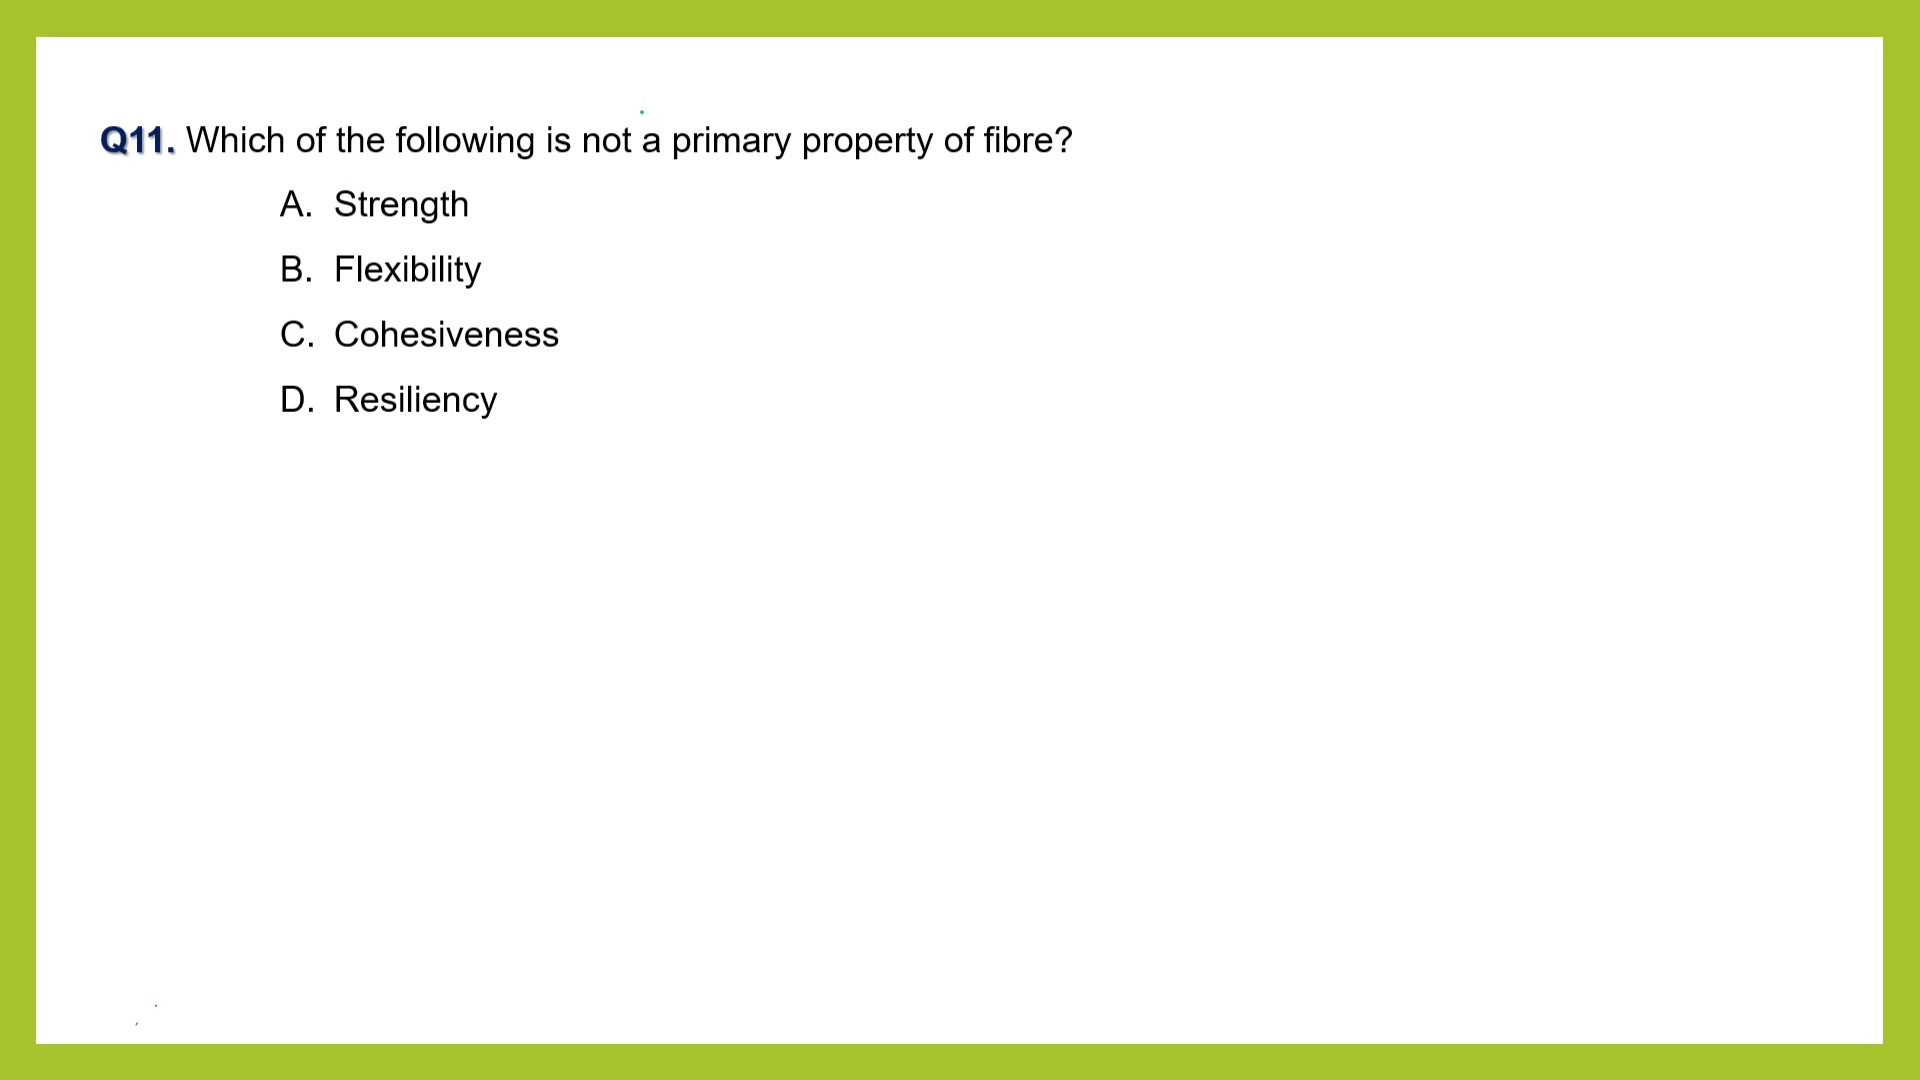 Q11. Which of the following is not a primary property of fibre?
A. Strength
B. Flexibility
C. Cohesiveness
D. Resiliency